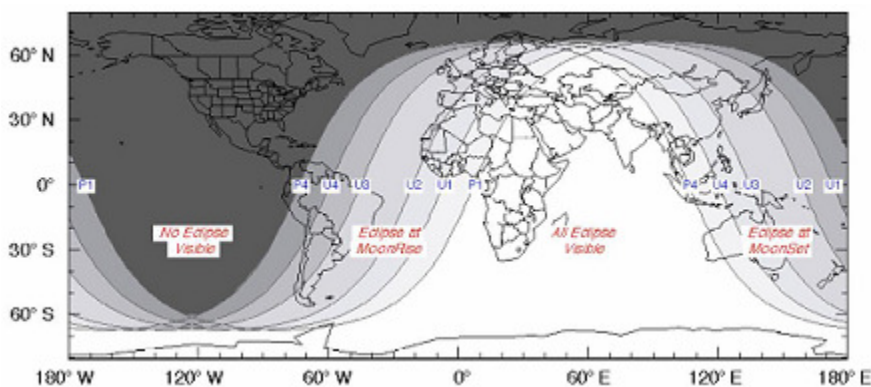 60° N
30° N
0°
30° S
60° S
P1 P4 U4 U3 U2 U1 P1 P4 U4 U3 U2 U1
No Eclipse
Visible
Eclipse at
MoonRise
All Eclipse
Visible
Eclipse at
MoonSet
180° W 120° W 60° W 0° 60° E 120° E 180° E